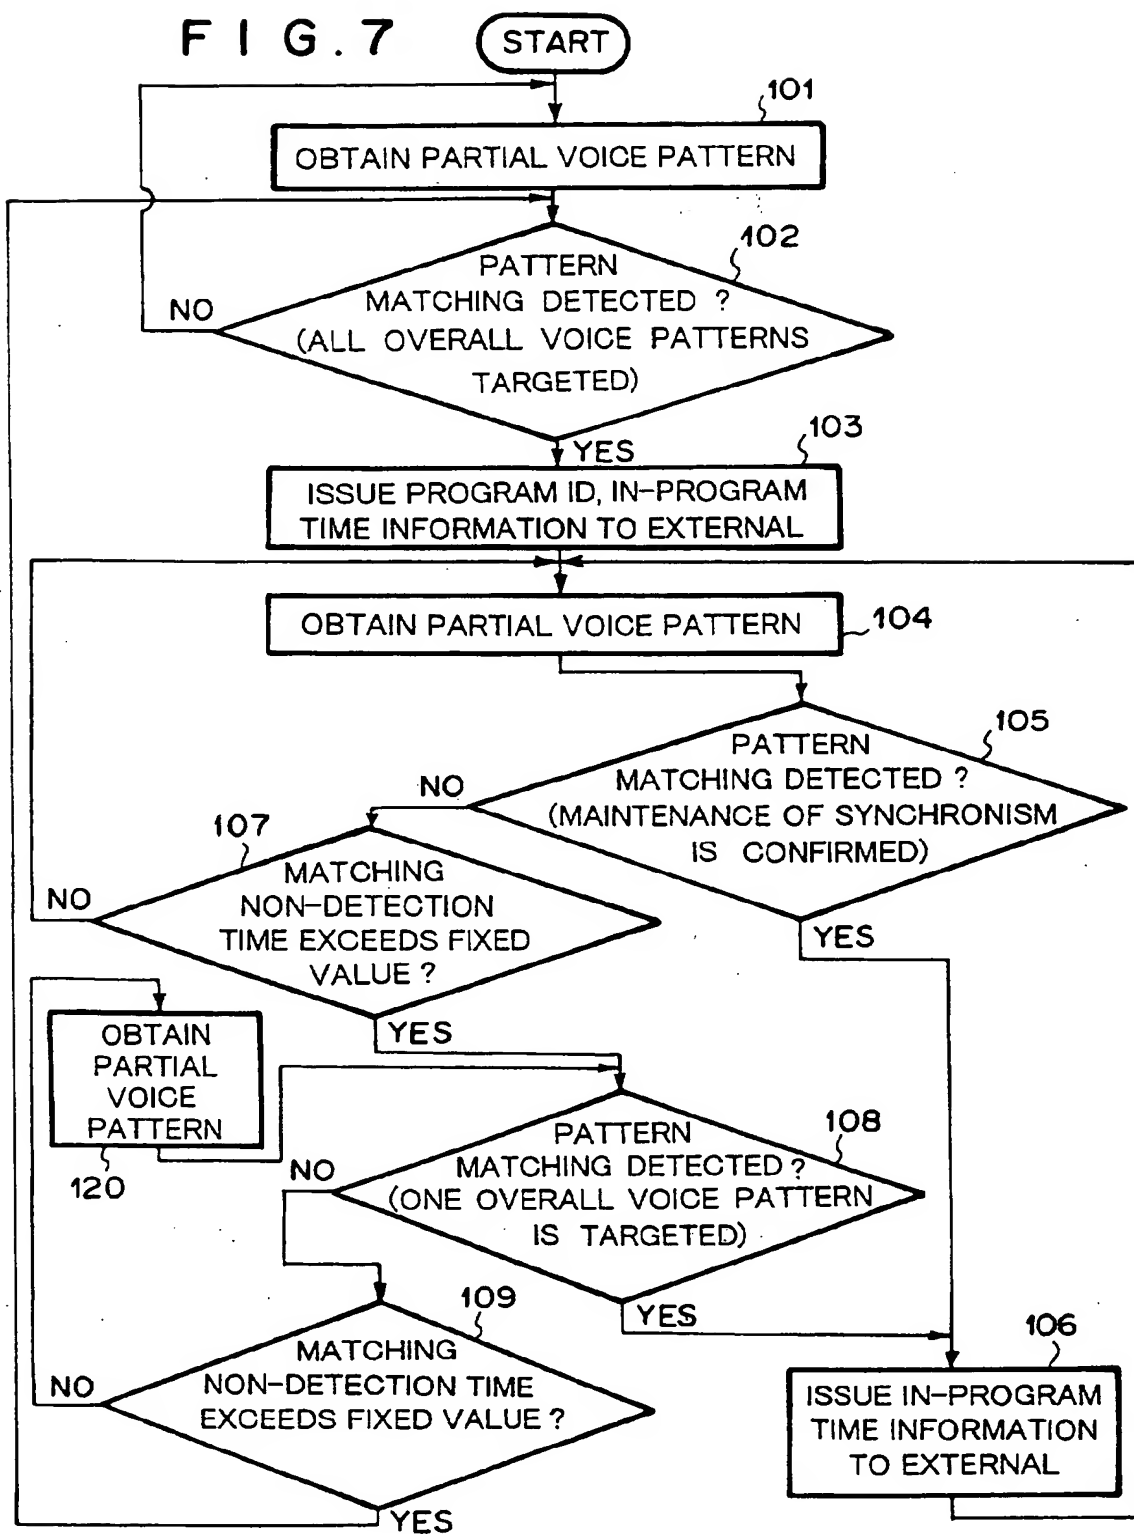 FIG.7
START
101
OBTAIN PARTIAL VOICE PATTERN
102
PATTERN
MATCHING DETECTED ?
(ALL OVERALL VOICE PATTERNS
TARGETED)
NO
YES
103
ISSUE PROGRAM ID, IN-PROGRAM
TIME INFORMATION TO EXTERNAL
OBTAIN PARTIAL VOICE PATTERN
104
105
PATTERN
MATCHING DETECTED ?
(MAINTENANCE OF SYNCHRONISM
IS CONFIRMED)
NO
YES
107
MATCHING
NON-DETECTION
TIME EXCEEDS FIXED
VALUE ?
NO
YES
OBTAIN
PARTIAL
VOICE
PATTERN
120
108
PATTERN
MATCHING DETECTED ?
(ONE OVERALL VOICE PATTERN
IS TARGETED)
NO
YES
109
MATCHING
NON-DETECTION TIME
EXCEEDS FIXED VALUE ?
NO
YES
106
ISSUE IN-PROGRAM
TIME INFORMATION
TO EXTERNAL